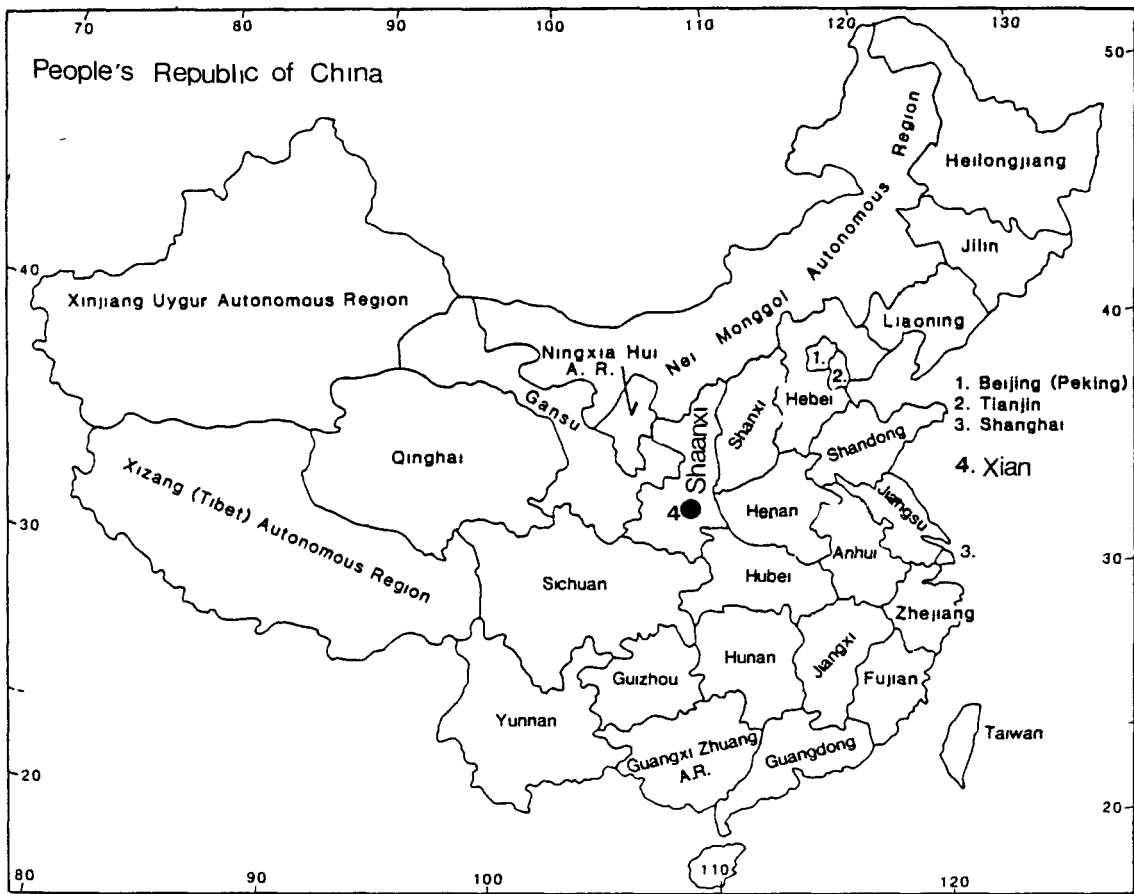 70 80 90 100 110 120 130
People's Republic of China
50
Heilongjiang
Jilin
40
Xinjiang Uygur Autonomous Region
Nei Monggol Autonomous Region
Liaoning
40
Ningxia Hui
A. R.
1.
2.
Hebei
1. Beijing (Peking)
2. Tianjin
3. Shanghai
4. Xian
Gansu
Shaanxi
Shanxi
Shandong
Qinghai
Xizang (Tibet) Autonomous Region
30
4
Henan
Jiangsu
Anhui
3.
30
Sichuan
Hubei
Zhejiang
Hunan
Jiangxi
Guizhou
Fujian
Yunnan
Taiwan
Guangxi Zhuang
A.R.
Guangdong
20
20
80 90 100 110 120